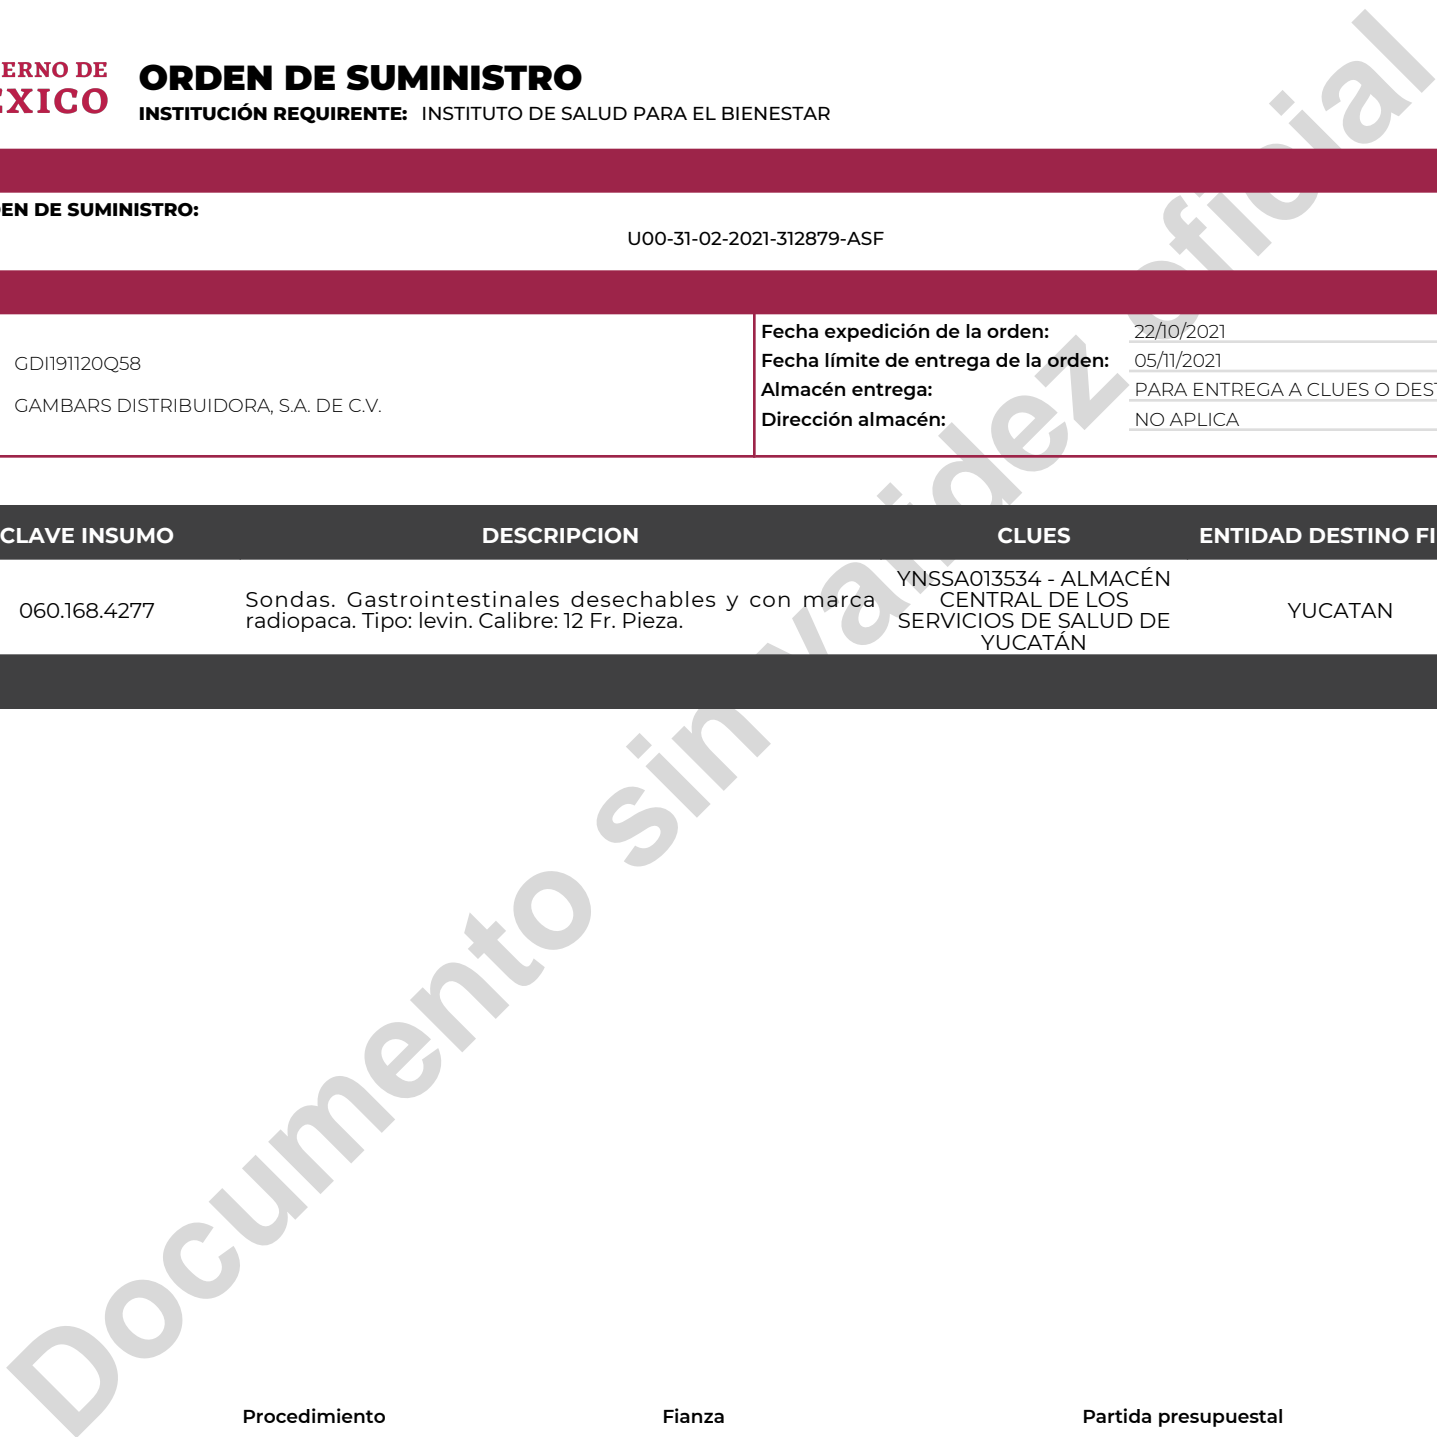 ERNO DE
ÉXICO
ORDEN DE SUMINISTRO
INSTITUCIÓN REQUIRENTE: INSTITUTO DE SALUD PARA EL BIENESTAR
EN DE SUMINISTRO:
U00-31-02-2021-312879-ASF
GDI191120Q58
GAMBARS DISTRIBUIDORA, S.A. DE C.V.
Fecha expedición de la orden: 22/10/2021
Fecha límite de entrega de la orden: 05/11/2021
Almacén entrega: PARA ENTREGA A CLUES O DEST
Dirección almacén: NO APLICA
CLAVE INSUMO DESCRIPCION CLUES ENTIDAD DESTINO FI
060.168.4277
Sondas. Gastrointestinales desechables y con marca
radiopaca. Tipo: levin. Calibre: 12 Fr. Pieza.
YNSSA013534 - ALMACÉN
CENTRAL DE LOS
SERVICIOS DE SALUD DE
YUCATÁN
YUCATAN
Documento sin validez oficial
Procedimiento Fianza Partida presupuestal